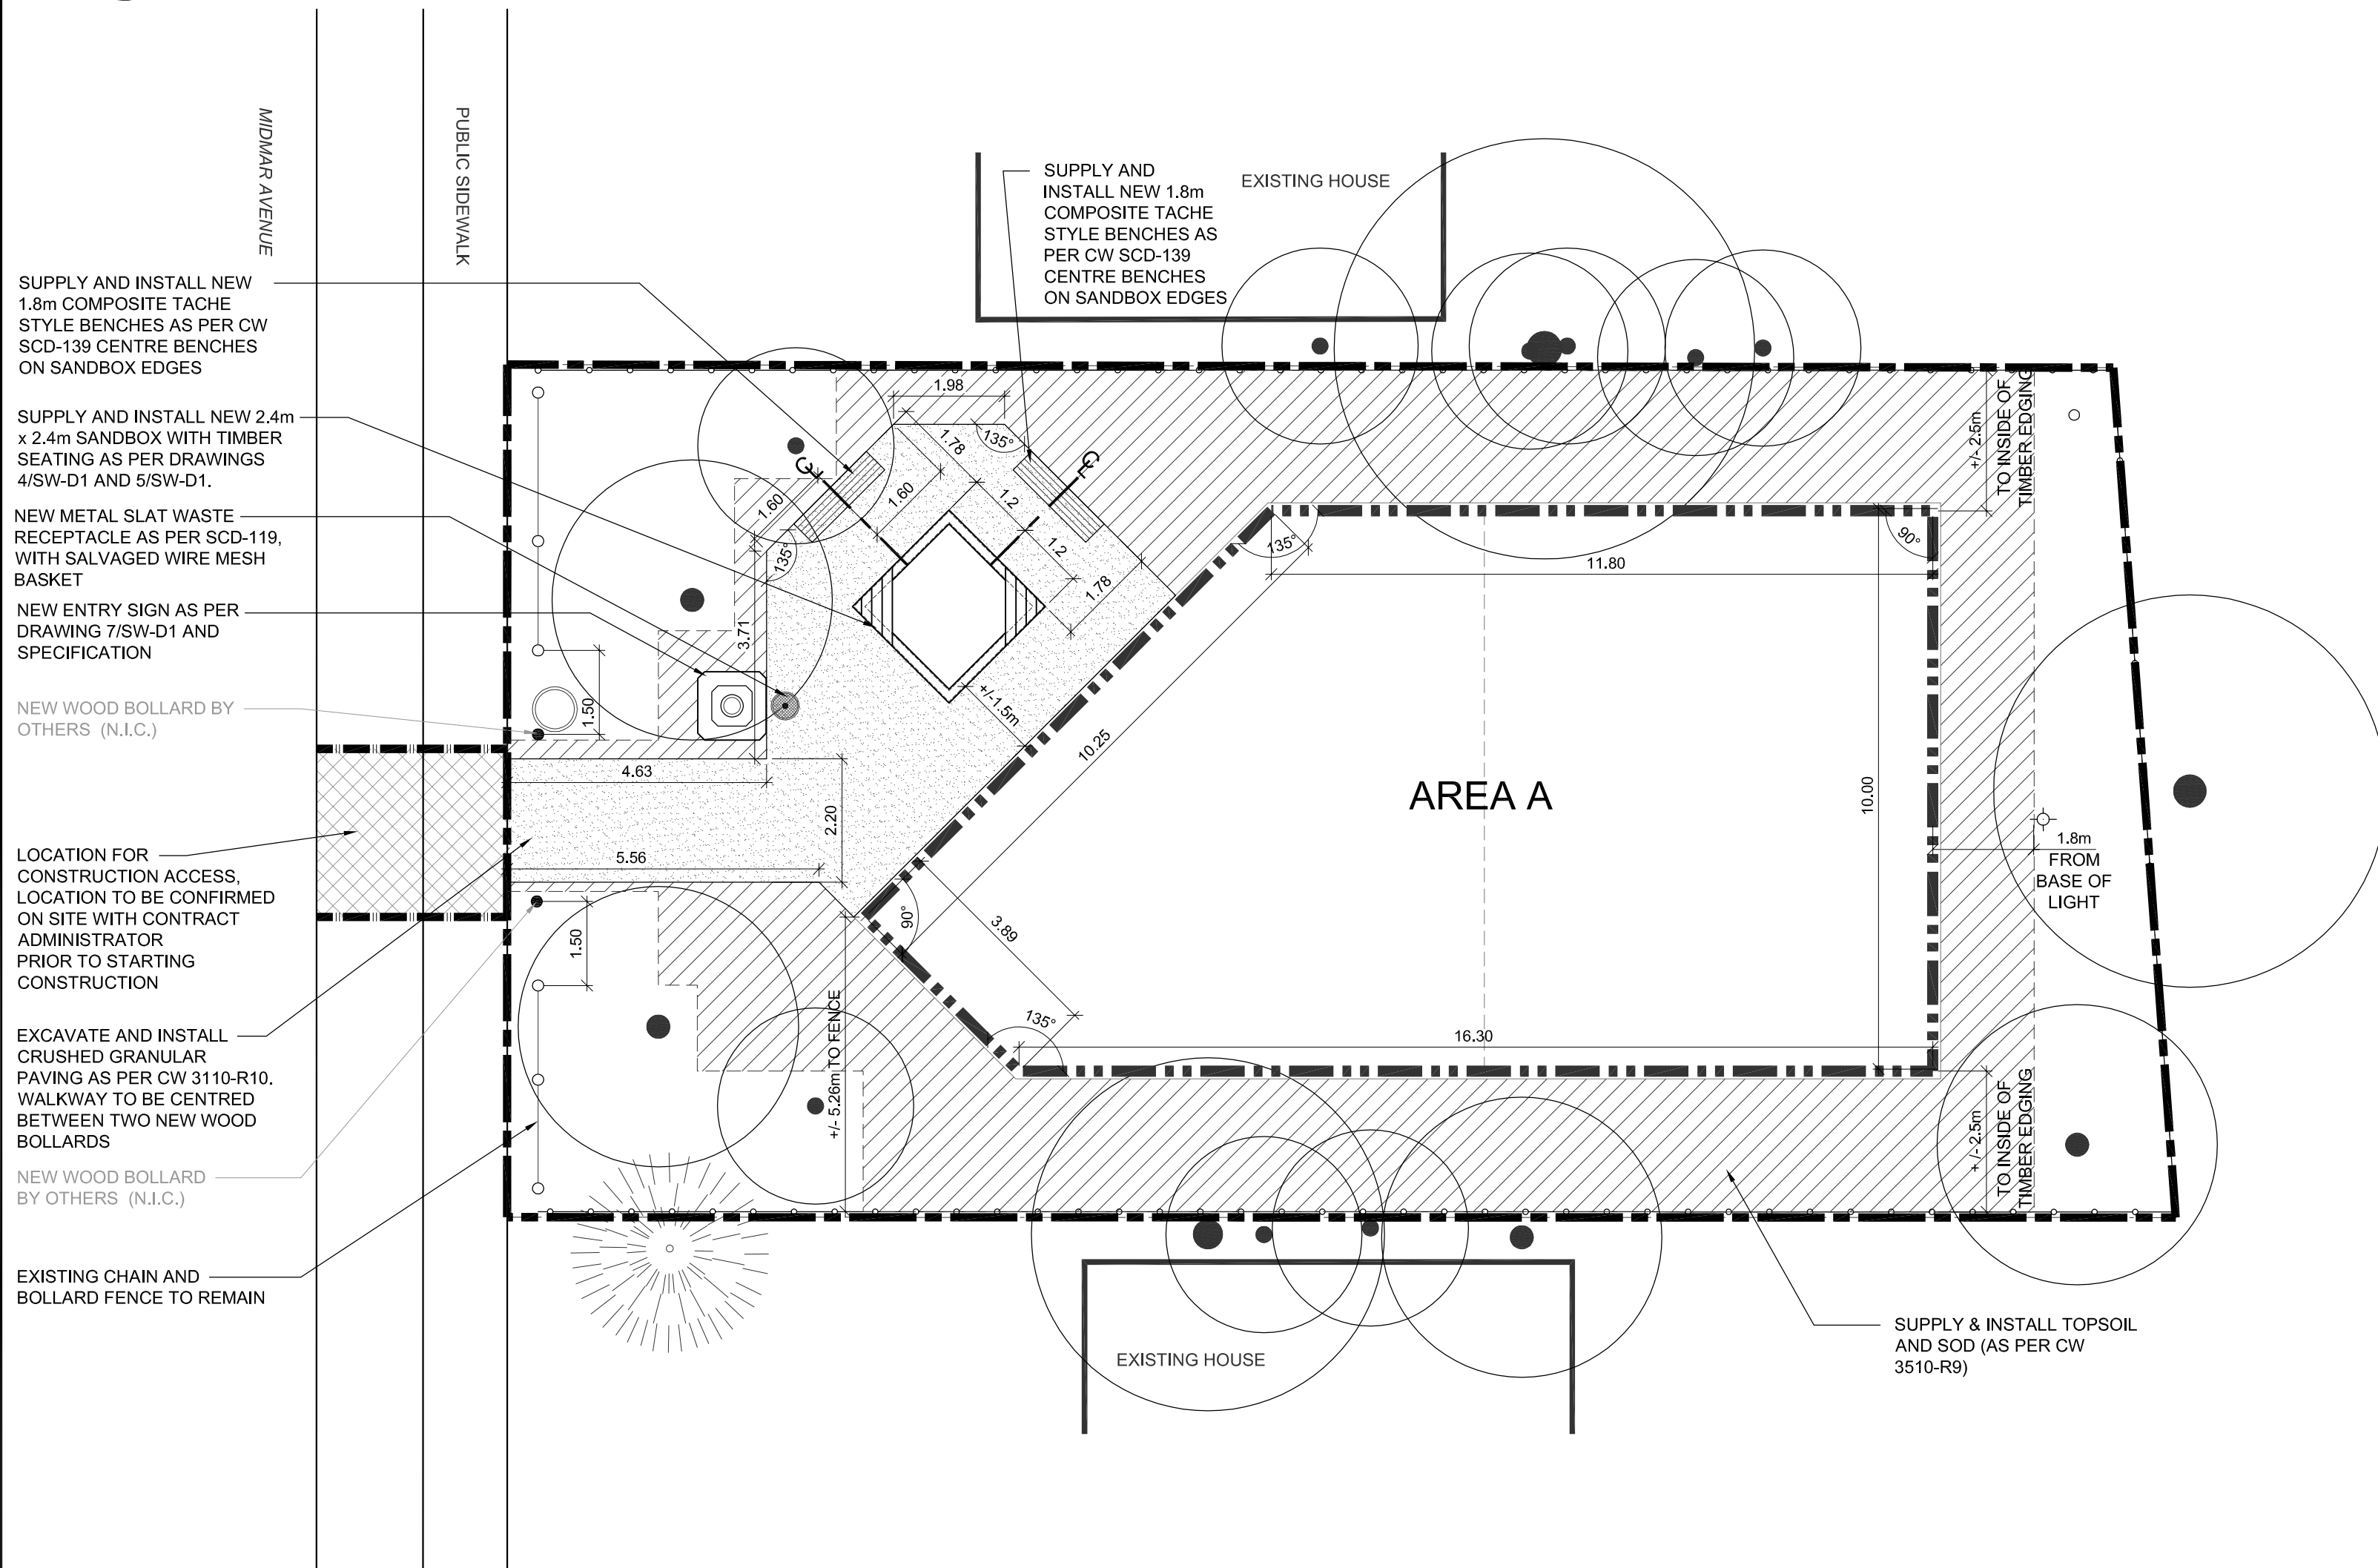 MIDMAR AVENUE
PUBLIC SIDEWALK
SUPPLY AND INSTALL NEW
1.8m COMPOSITE TACHE
STYLE BENCHES AS PER CW
SCD-139 CENTRE BENCHES
ON SANDBOX EDGES
SUPPLY AND INSTALL NEW 2.4m
x 2.4m SANDBOX WITH TIMBER
SEATING AS PER DRAWINGS
4/SW-D1 AND 5/SW-D1.
NEW METAL SLAT WASTE
RECEPTACLE AS PER SCD-119,
WITH SALVAGED WIRE MESH
BASKET
NEW ENTRY SIGN AS PER
DRAWING 7/SW-D1 AND
SPECIFICATION
NEW WOOD BOLLARD BY
OTHERS (N.I.C.)
LOCATION FOR
CONSTRUCTION ACCESS,
LOCATION TO BE CONFIRMED
ON SITE WITH CONTRACT
ADMINISTRATOR
PRIOR TO STARTING
CONSTRUCTION
EXCAVATE AND INSTALL
CRUSHED GRANULAR
PAVING AS PER CW 3110-R10.
WALKWAY TO BE CENTRED
BETWEEN TWO NEW WOOD
BOLLARDS
NEW WOOD BOLLARD
BY OTHERS (N.I.C.)
EXISTING CHAIN AND
BOLLARD FENCE TO REMAIN
SUPPLY AND
INSTALL NEW 1.8m
COMPOSITE TACHE
STYLE BENCHES AS
PER CW SCD-139
CENTRE BENCHES
ON SANDBOX EDGES
EXISTING HOUSE
1.98
1.78
135°
1.60
1.60
1.2
1.2
1.78
135°
3.71
+/-1.5m
1.50
4.63
2.20
5.56
1.50
10.25
90°
3.89
135°
+/- 5.26m TO FENCE
135°
11.80
90°
AREA A
10.00
16.30
+/- 2.5m
TO INSIDE OF
TIMBER EDGING
1.8m
FROM
BASE OF
LIGHT
+/- 2.5m
TO INSIDE OF
TIMBER EDGING
EXISTING HOUSE
SUPPLY & INSTALL TOPSOIL
AND SOD (AS PER CW
3510-R9)